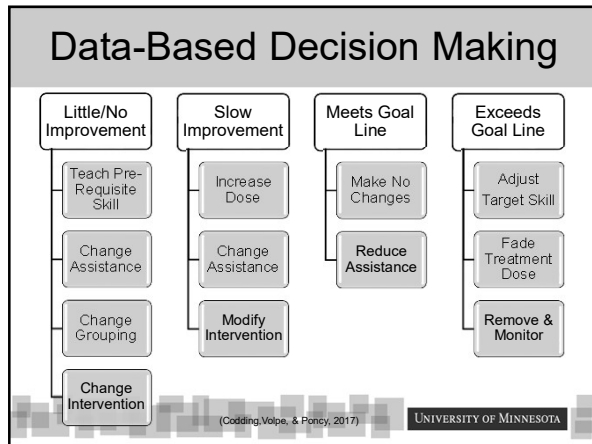 Data-Based Decision Making
Little/No
Improvement
Teach Pre-
Requisite
Skill
Change
Assistance
Change
Grouping
Change
Intervention
Slow
Improvement
Increase
Dose
Change
Assistance
Modify
Intervention
Meets Goal
Line
Make No
Changes
Reduce
Assistance
Exceeds
Goal Line
Adjust
Target Skill
Fade
Treatment
Dose
Remove &
Monitor
(Codding,Volpe, & Poncy, 2017)
UNIVERSITY OF MINNESOTA